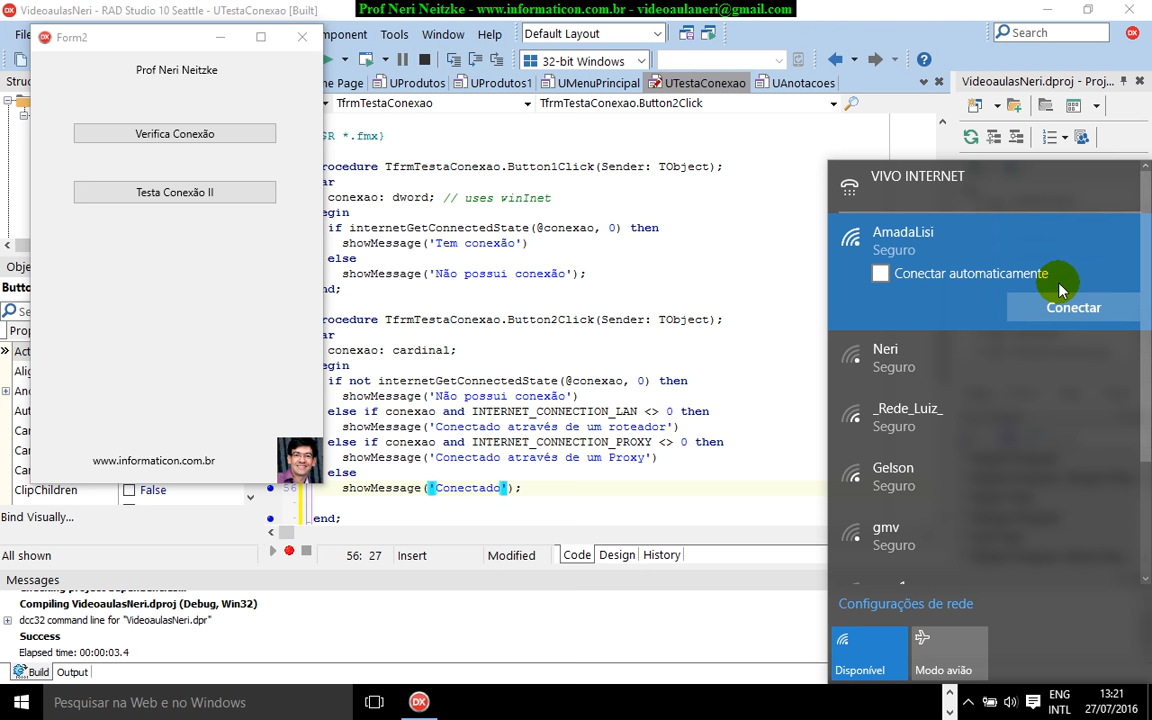 VideoaulasNeri - RAD Studio 10 Seattle - UTestaConexao [Built]
Prof Neri Neitzke - www.informaticon.com.br - videoaulaneri@gmail.com
Tools Window Help
Default Layout
Search
32-bit Windows
Form2
Prof Neri Neitzke
Verifica Conexão
Testa Conexão II
www.informaticon.com.br
UProdutos
UProdutos1
UMenuPrincipal
UTestaConexao
UAnotacoes
VideoaulasNeri.dproj - Proj...
TfrmTestaConexao
TfrmTestaConexao.Button2Click
*.fmx}
TfrmTestaConexao.Button1Click(Sender: TObject);
conexao: dword; // uses winInet
if internetGetConnectedState(@conexao, 0) then
showMessage('Tem conexão')
else
showMessage('Não possui conexão');
TfrmTestaConexao.Button2Click(Sender: TObject);
conexao: cardinal;
if not internetGetConnectedState(@conexao, 0) then
showMessage('Não possui conexão')
else if conexao and INTERNET_CONNECTION_LAN <> 0 then
showMessage('Conectado através de um roteador')
else if conexao and INTERNET_CONNECTION_PROXY <> 0 then
showMessage('Conectado através de um Proxy')
else
56 showMessage('Conectado');
end;
ClipChildren
False
Bind Visually...
All shown
56: 27
Insert
Modified
Code
Design
History
Messages
Compiling VideoaulasNeri.dproj (Debug, Win32)
dcc32 command line for "VideoaulasNeri.dpr"
Success
Elapsed time: 00:00:03.4
Build
Output
VIVO INTERNET
AmadaLisi
Seguro
Conectar automaticamente
Conectar
Neri
Seguro
_Rede_Luiz_
Seguro
Gelson
Seguro
gmv
Seguro
Configurações de rede
Disponível
Modo avião
Pesquisar na Web e no Windows
ENG
INTL
13:21
27/07/2016